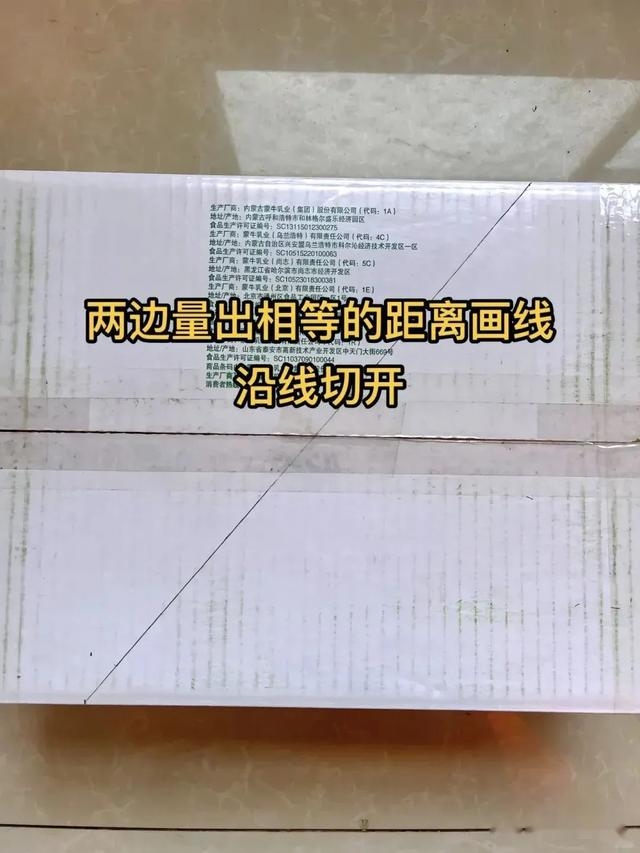 生产厂商：内蒙古蒙牛乳业（集团）股份有限公司（代码：1A）
地址/产地：内蒙古呼和浩特市和林格尔盛乐经济园区
食品生产许可证编号：SC13115012300275
生产厂商：蒙牛乳业（乌兰浩特）有限责任公司（代码：4C）
地址/产地：内蒙古自治区兴安盟乌兰浩特市科尔沁经济技术开发区一区
食品生产许可证编号：SC10515220100063
生产厂商：蒙牛乳业（尚志）有限责任公司（代码：5C）
地址/产地：黑龙江省哈尔滨市尚志市经济开发区
食品生产许可证编号：SC10523018300381
生产厂商：蒙牛乳业（北京）有限责任公司（代码：1E）
两边量出相等的距离画线
地址/产地：山东省泰安市高新技术产业开发区中天门大街669号
食品生产许可证编号：SC11037090100044
沿线切开